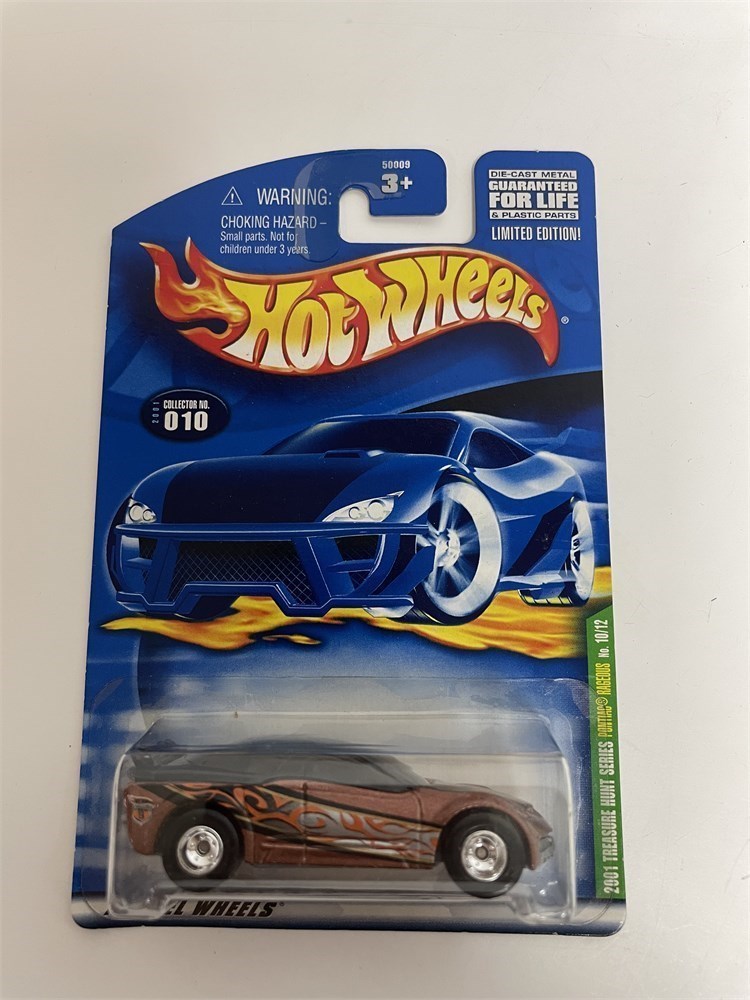 50009
3+
WARNING:
CHOKING HAZARD –
Small parts. Not for
children under 3 years.
DIE-CAST METAL
GUARANTEED
FOR LIFE
& PLASTIC PARTS
LIMITED EDITION!
HOT WHEELS®
2001
COLLECTOR NO.
010
2001 TREASURE HUNT SERIES PONTIAC® RAGEOUS No. 10/12
WHEELS